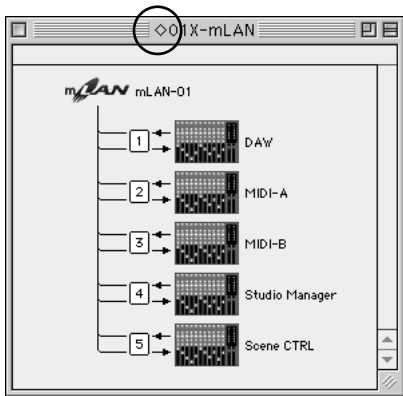 ◇01X-mLAN
mLAN mLAN-01
1 DAW
2 MIDI-A
3 MIDI-B
4 Studio Manager
5 Scene CTRL